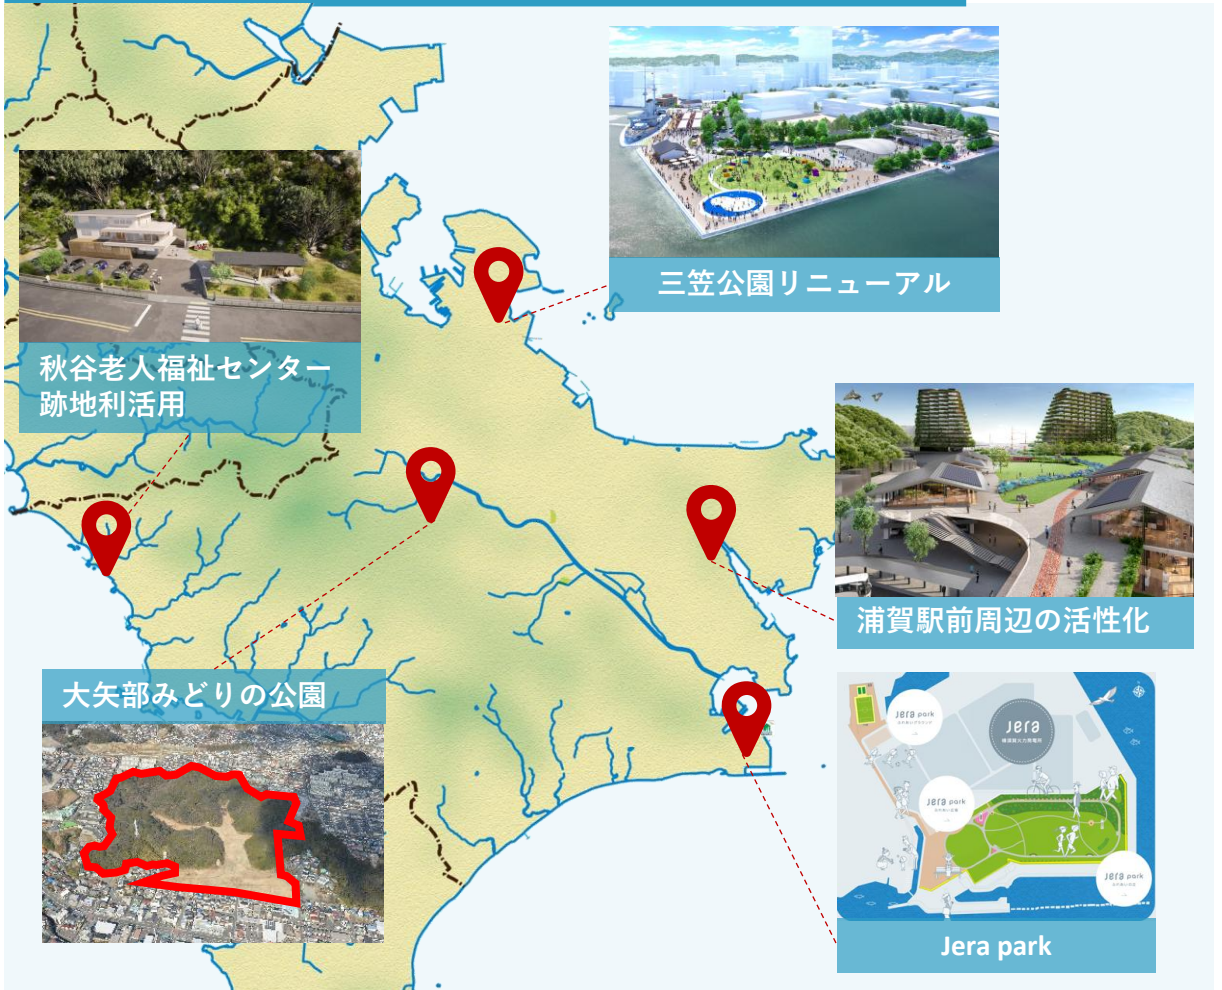 三笠公園リニューアル
秋谷老人福祉センター
跡地利活用
浦賀駅前周辺の活性化
大矢部みどりの公園
Jera park
Jera
Jera park
Jera park
Jera park